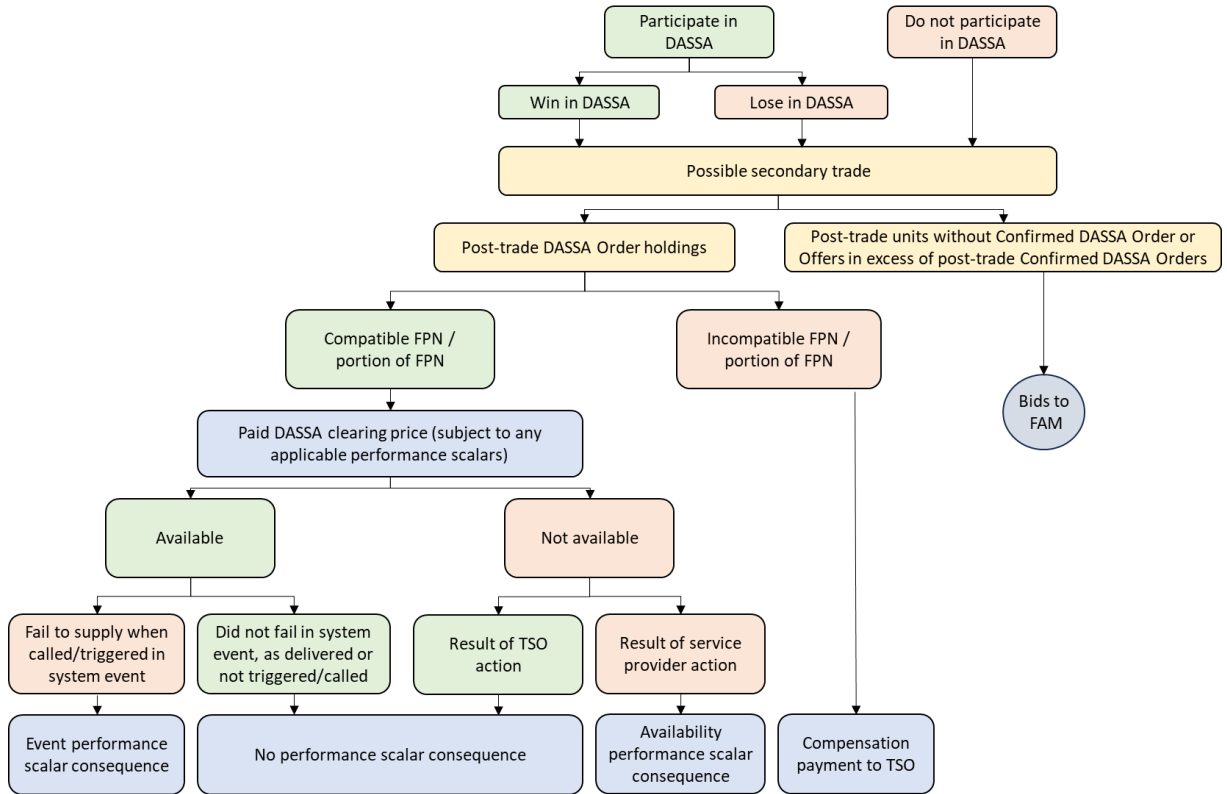 Participate in
DASSA
Do not participate
in DASSA
Win in DASSA
Lose in DASSA
Possible secondary trade
Post-trade DASSA Order holdings
Post-trade units without Confirmed DASSA Order or
Offers in excess of post-trade Confirmed DASSA Orders
Compatible FPN /
portion of FPN
Incompatible FPN /
portion of FPN
Bids to
FAM
Paid DASSA clearing price (subject to any
applicable performance scalars)
Available
Not available
Fail to supply when
called/triggered in
system event
Did not fail in system
event, as delivered or
not triggered/called
Result of TSO
action
Result of service
provider action
Event performance
scalar consequence
No performance scalar consequence
Availability
performance scalar
consequence
Compensation
payment to TSO